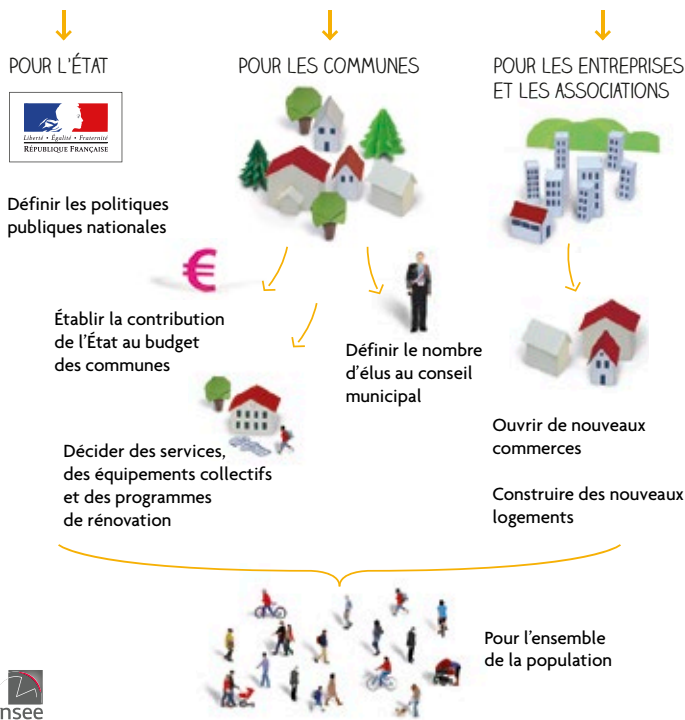 POUR L'ÉTAT
Liberté • Égalité • Fraternité
RÉPUBLIQUE FRANÇAISE
Définir les politiques
publiques nationales
POUR LES COMMUNES
€
Établir la contribution
de l'État au budget
des communes
Définir le nombre
d'élus au conseil
municipal
Décider des services,
des équipements collectifs
et des programmes
de rénovation
POUR LES ENTREPRISES
ET LES ASSOCIATIONS
Ouvrir de nouveaux
commerces
Construire des nouveaux
logements
Pour l'ensemble
de la population
nsee